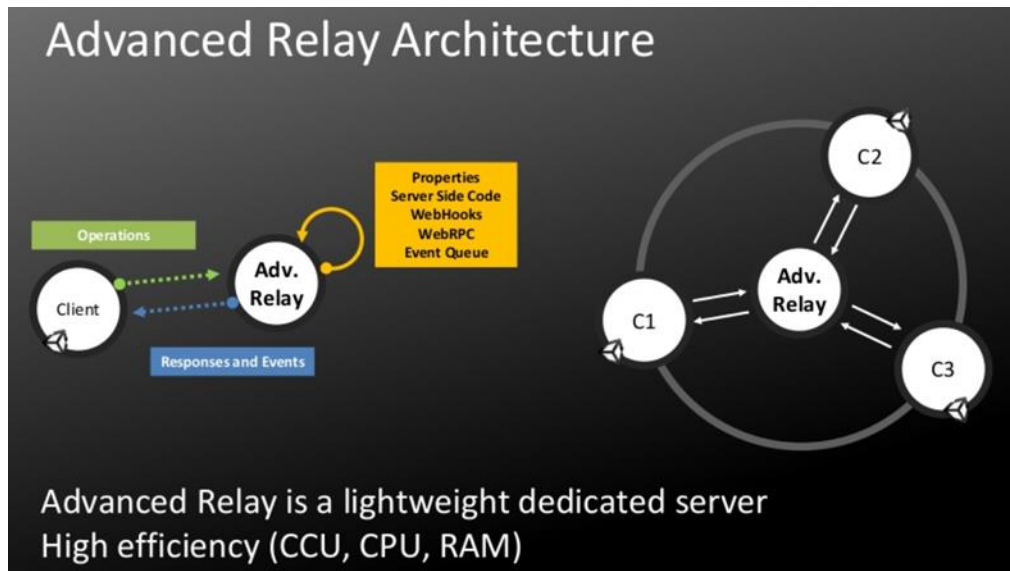 Advanced Relay Architecture
Properties
Server Side Code
WebHooks
WebRPC
Event Queue
Operations
Adv.
Relay
Client
Responses and Events
C2
Adv.
Relay
C1
C3
Advanced Relay is a lightweight dedicated server
High efficiency (CCU, CPU, RAM)